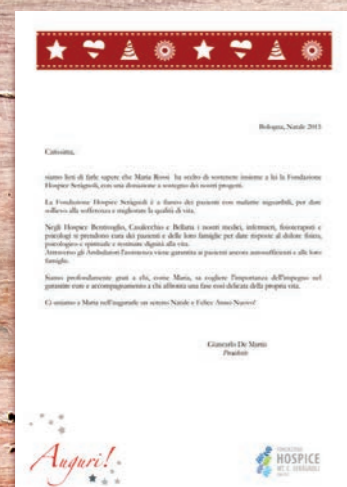 Bologna, Natale 2013
Carissima,
siamo lieti di farle sapere che Maria Rossi ha scelto di sostenere insieme a lei la Fondazione
Hospice Seràgnoli, con una donazione a sostegno dei nostri progetti.
La Fondazione Hospice Seràgnoli è a fianco dei pazienti con malattie inguaribili, per dare
sollievo alla sofferenza e migliorare la qualità di vita.
Negli Hospice Bentivoglio, Casalecchio e Bellaria i nostri medici, infermieri, fisioterapisti e
psicologi si prendono cura dei pazienti e delle loro famiglie per dare risposte al dolore fisico,
psicologico e spirituale e restituire dignità alla vita.
Attraverso gli Ambulatori l'assistenza viene garantita ai pazienti ancora autosufficienti e alle loro
famiglie.
Siamo profondamente grati a chi, come Maria, sa cogliere l'importanza dell'impegno nel
garantire cure e accompagnamento a chi affronta una fase così delicata della propria vita.
Ci uniamo a Maria nell'augurarle un sereno Natale e Felice Anno Nuovo!
Giancarlo De Martis
Presidente
Auguri!
FONDAZIONE
HOSPICE
MT. C. SERÀGNOLI